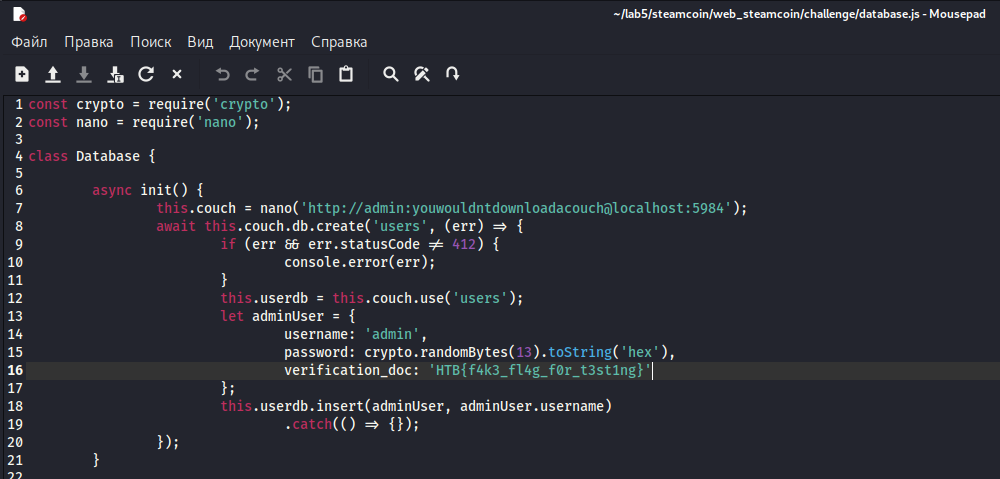 ~/lab5/steamcoin/web_steamcoin/challenge/database.js - Mousepad
Файл Правка Поиск Вид Документ Справка
1 const crypto = require('crypto');
2 const nano = require('nano');
3
4 class Database {
5
6 async init() {
7 this.couch = nano('http://admin:youwouldntdownloadacouch@localhost:5984');
8 await this.couch.db.create('users', (err) => {
9 if (err && err.statusCode != 412) {
10 console.error(err);
11 }
12 this.userdb = this.couch.use('users');
13 let adminUser = {
14 username: 'admin',
15 password: crypto.randomBytes(13).toString('hex'),
16 verification_doc: 'HTB{f4k3_fl4g_f0r_t3st1ng}'
17 };
18 this.userdb.insert(adminUser, adminUser.username)
19 .catch(() => {});
20 });
21 }
22